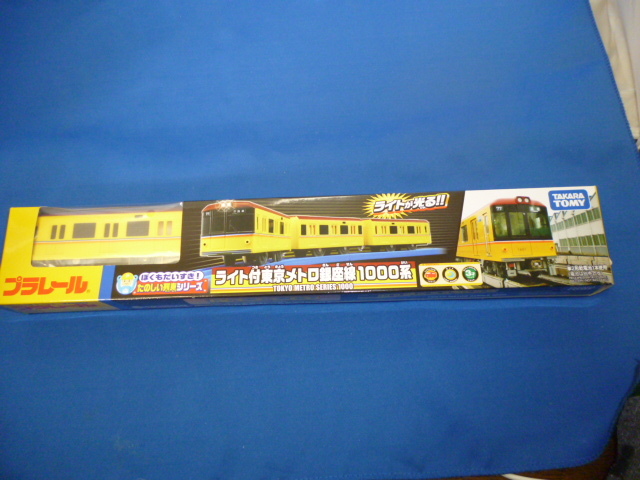 ライトが光る!!
TAKARA
TOMY
プラレール
ぼくもだいすき!
たのしい列車シリーズ
ライト付東京メトロ銀座線1000系
TOKYO METRO SERIES 1000